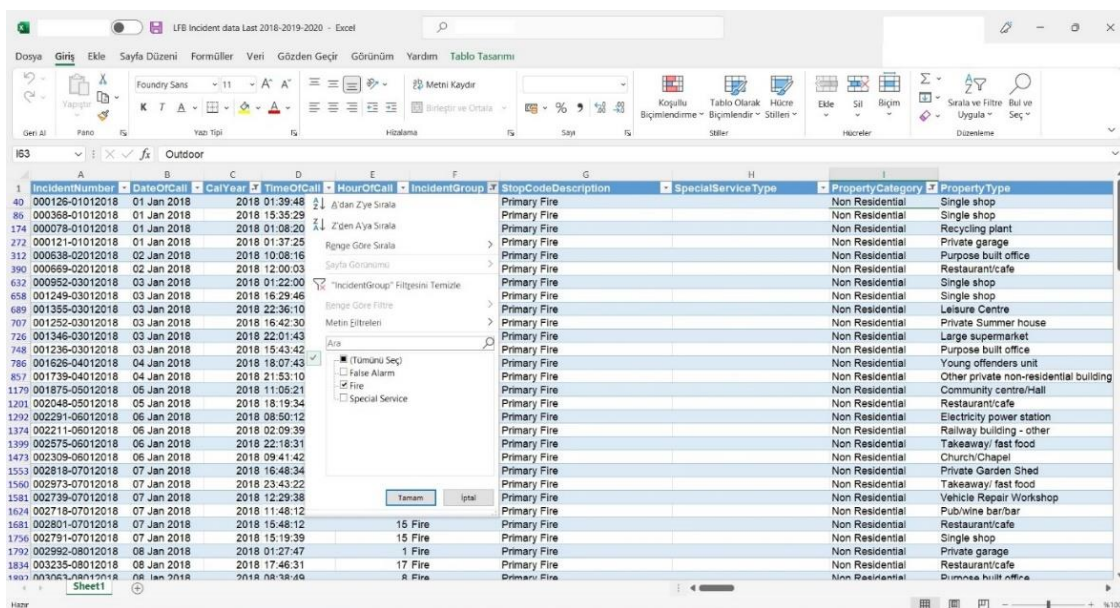 LFB Incident data Last 2018-2019-2020 - Excel
Dosya Giriş Ekle Sayfa Düzeni Formüller Veri Gözden Geçir Görünüm Yardım Tablo Tasarımı
Yapıştır
Foundry Sans 11
K T A
Metni Kaydır
Birleştir ve Ortala
Koşullu Biçimlendirme
Tablo Olarak Biçimlendir
Hücre Stilleri
Ekle Sil Biçim
Sırala ve Filtre Uygula
Bul ve Seç
Geri Al Pano Yazı Tipi Hizalama Sayı Stiller Hücreler Düzenleme
I63 fx Outdoor
A B C D E F G H I
1 IncidentNumber DateOfCall CalYear TimeOfCall HourOfCall IncidentGroup StopCodeDescription SpecialServiceType PropertyCategory PropertyType
40 000126-01012018 01 Jan 2018 2018 01:39:48 Primary Fire Non Residential Single shop
86 000368-01012018 01 Jan 2018 2018 15:35:29 Primary Fire Non Residential Single shop
174 000078-01012018 01 Jan 2018 2018 01:08:20 Primary Fire Non Residential Recycling plant
272 000121-01012018 01 Jan 2018 2018 01:37:25 Primary Fire Non Residential Private garage
312 000638-02012018 02 Jan 2018 2018 10:08:16 Primary Fire Non Residential Purpose built office
390 000669-02012018 02 Jan 2018 2018 12:00:03 Primary Fire Non Residential Restaurant/cafe
632 000952-03012018 03 Jan 2018 2018 01:22:00 Primary Fire Non Residential Single shop
658 001249-03012018 03 Jan 2018 2018 16:29:46 Primary Fire Non Residential Single shop
689 001355-03012018 03 Jan 2018 2018 22:36:10 Primary Fire Non Residential Leisure Centre
707 001252-03012018 03 Jan 2018 2018 16:42:30 Primary Fire Non Residential Private Summer house
726 001346-03012018 03 Jan 2018 2018 22:01:43 Primary Fire Non Residential Large supermarket
748 001236-03012018 03 Jan 2018 2018 15:43:42 Primary Fire Non Residential Purpose built office
786 001626-04012018 04 Jan 2018 2018 18:07:43 Primary Fire Non Residential Young offenders unit
857 001739-04012018 04 Jan 2018 2018 21:53:10 Primary Fire Non Residential Other private non-residential building
1179 001875-05012018 05 Jan 2018 2018 11:06:21 Primary Fire Non Residential Community centre/Hall
1201 002048-05012018 05 Jan 2018 2018 18:19:34 Primary Fire Non Residential Restaurant/cafe
1292 002291-06012018 06 Jan 2018 2018 08:50:12 Primary Fire Non Residential Electricity power station
1374 002211-06012018 06 Jan 2018 2018 02:09:39 Primary Fire Non Residential Railway building - other
1399 002575-06012018 06 Jan 2018 2018 22:18:31 Primary Fire Non Residential Takeaway/ fast food
1473 002309-06012018 06 Jan 2018 2018 09:41:42 Primary Fire Non Residential Church/Chapel
1553 002818-07012018 07 Jan 2018 2018 16:48:34 Primary Fire Non Residential Private Garden Shed
1560 002973-07012018 07 Jan 2018 2018 23:43:22 Primary Fire Non Residential Takeaway/ fast food
1581 002739-07012018 07 Jan 2018 2018 12:29:38 Primary Fire Non Residential Vehicle Repair Workshop
1624 002718-07012018 07 Jan 2018 2018 11:48:12 Primary Fire Non Residential Pub/wine bar/bar
1681 002801-07012018 07 Jan 2018 2018 15:48:12 15 Fire Primary Fire Non Residential Restaurant/cafe
1797 002791-07012018 07 Jan 2018 2018 15:19:39 15 Fire Primary Fire Non Residential Single shop
1792 002992-08012018 08 Jan 2018 2018 01:27:47 1 Fire Primary Fire Non Residential Private garage
1834 003235-08012018 08 Jan 2018 2018 17:46:31 17 Fire Primary Fire Non Residential Restaurant/cafe
1892 003063-08012018 08 Jan 2018 2018 08:38:49 8 Fire Primary Fire Non Residential Purpose built office
A'dan Z'ye Sırala
Z'den A'ya Sırala
Renge Göre Sırala
Sayfa Görünümü
"IncidentGroup" Filtresini Temizle
Renge Göre Filtre
Metin Filtreleri
Ara
(Tümünü Seç)
False Alarm
Fire
Special Service
Tamam İptal
Sheet1
Hazır